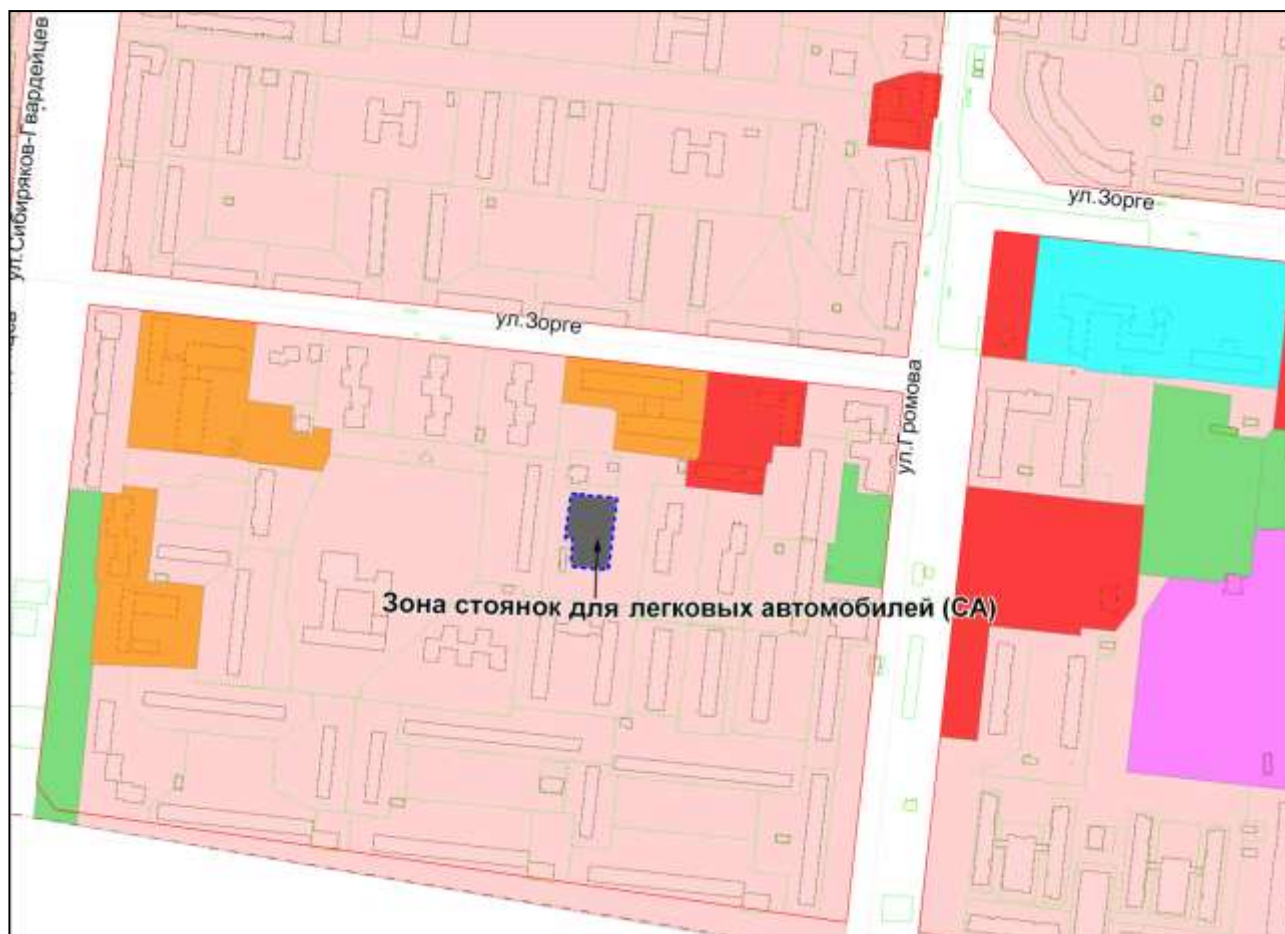 ул.Сибиряков-Гвардейцев
ул.Зорге
ул.Зорге
ул.Громова
Зона стоянок для легковых автомобилей (СА)